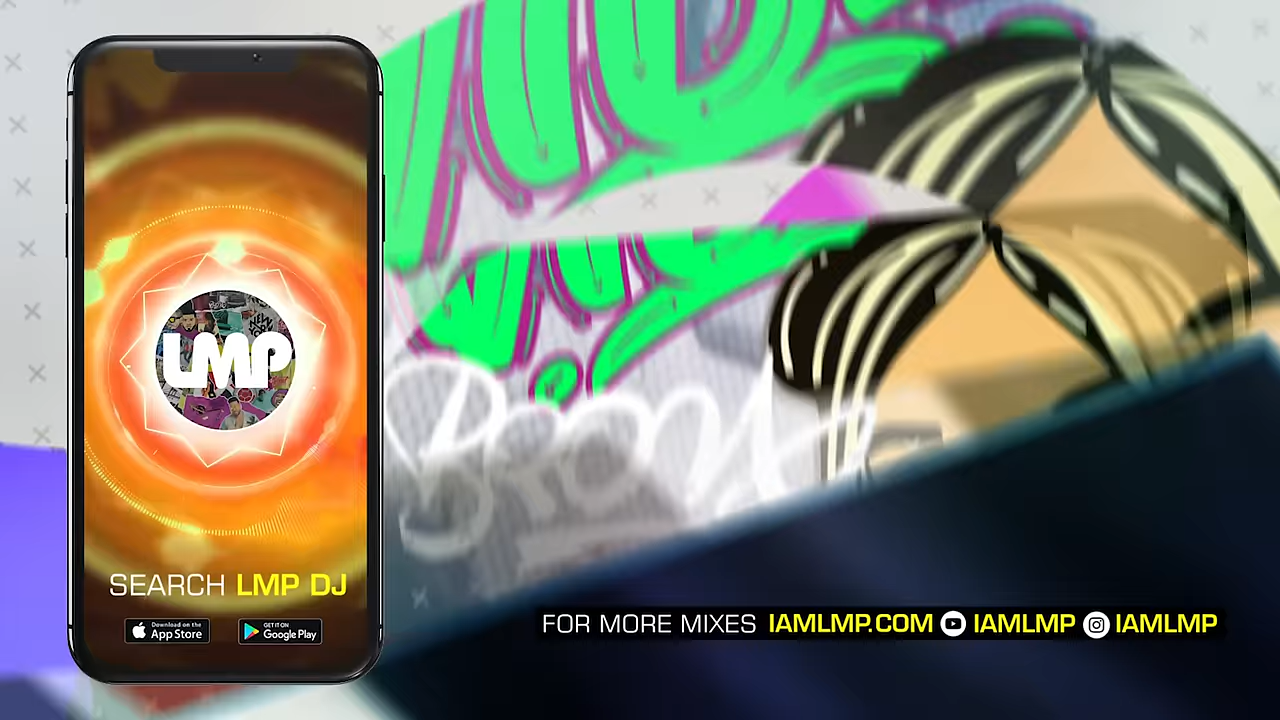 LMP
SEARCH LMP DJ
Download on the
App Store
GET IT ON
Google Play
Bronx
FOR MORE MIXES IAMLMP.COM IAMLMP IAMLMP